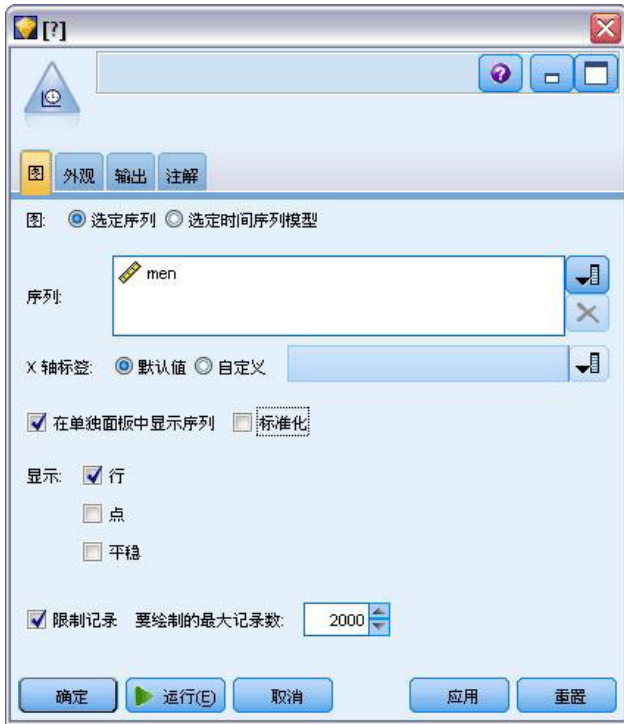 [?]
图 外观 输出 注解
图: 选定序列 选定时间序列模型
序列: men
X 轴标签: 默认值 自定义
在单独面板中显示序列 标准化
显示: 行
点
平稳
限制记录 要绘制的最大记录数: 2000
确定 运行(E) 取消 应用 重置